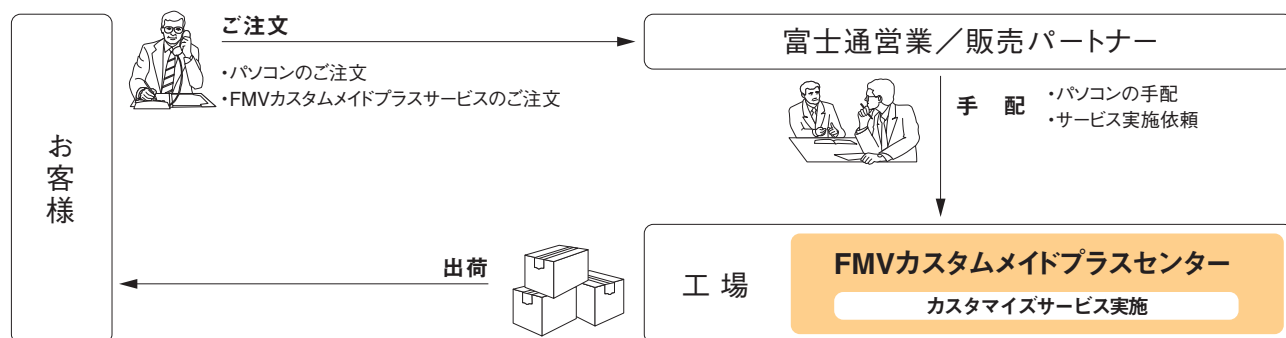 お客様
ご注文
・パソコンのご注文
・FMVカスタムメイドプラスサービスのご注文
富士通営業／販売パートナー
手 配
・パソコンの手配
・サービス実施依頼
工 場
FMVカスタムメイドプラスセンター
カスタマイズサービス実施
出荷